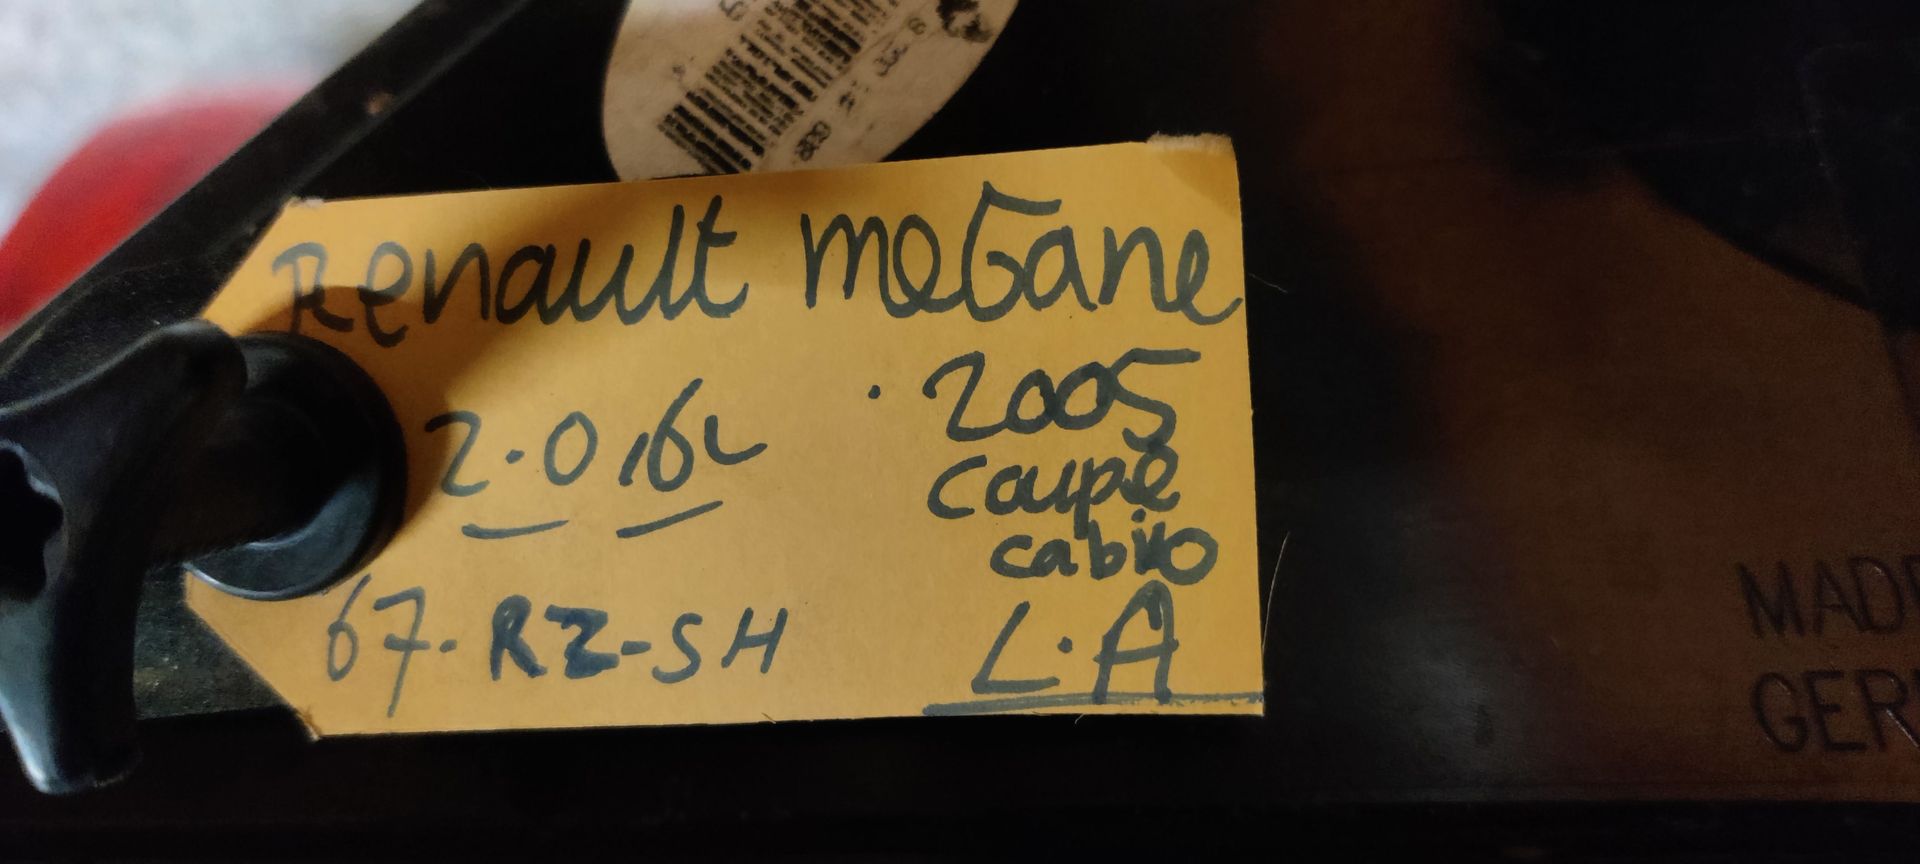 Renault meGane
2.0 16v
2005
coupe
cabrio
67-RZ-SH
L.A
MADE
GER